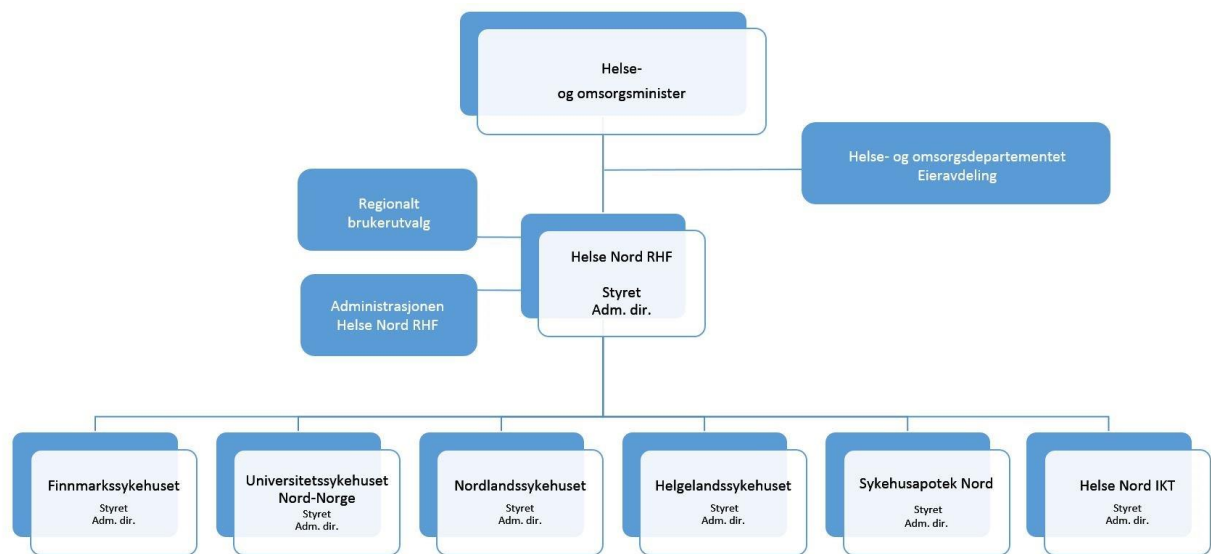 Helse-
og omsorgsminister
Helse- og omsorgsdepartementet
Eieravdeling
Regionalt
brukerutvalg
Helse Nord RHF
Styret
Adm. dir.
Administrasjonen
Helse Nord RHF
Finnmarkssykehuset
Styret
Adm. dir.
Universitetssykehuset
Nord-Norge
Styret
Adm. dir.
Nordlandssykehuset
Styret
Adm. dir.
Helgelandssykehuset
Styret
Adm. dir.
Sykehusapotek Nord
Styret
Adm. dir.
Helse Nord IKT
Styret
Adm. dir.